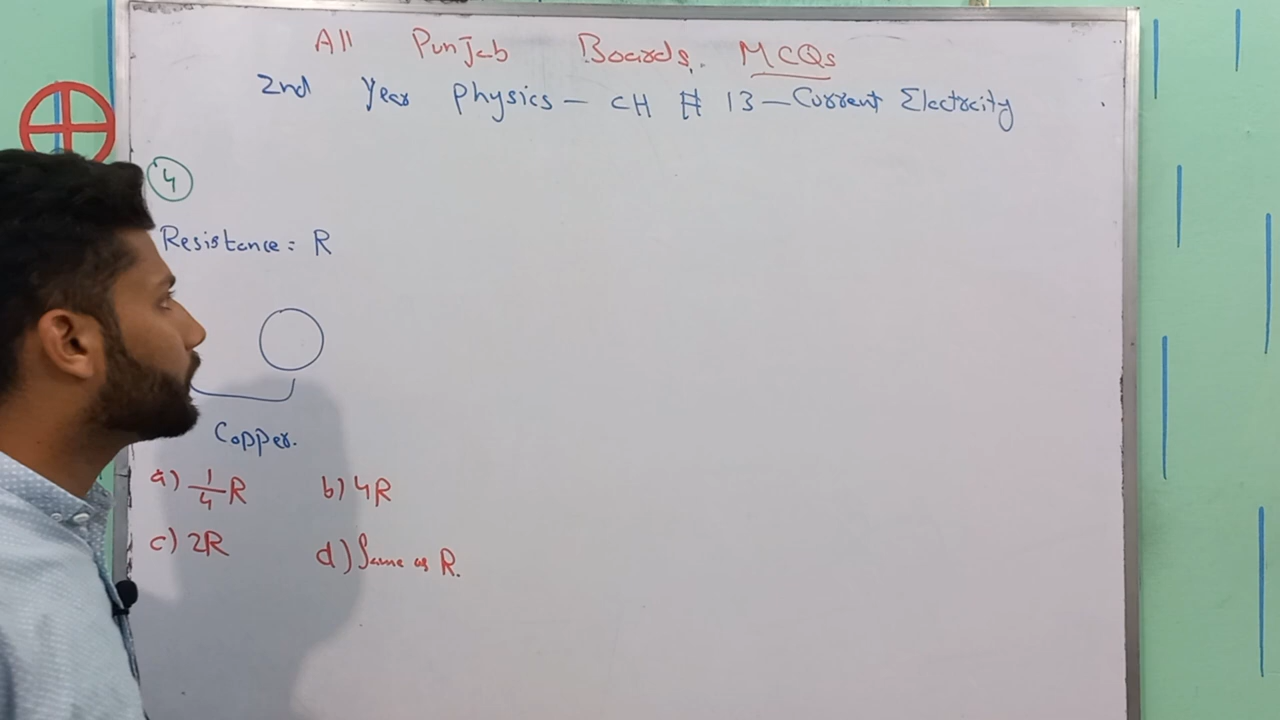 All Punjab Boards. MCQs
2nd Year Physics - CH # 13 - Current Electrcity
4
Resistance = R
Copper.
a) 1/4 R b) 4R
c) 2R d) Same as R.